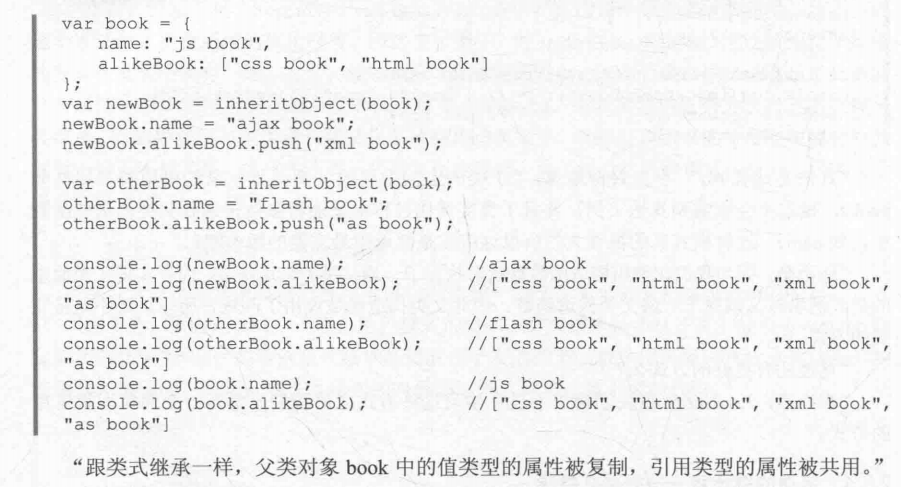 var book = {
    name: "js book",
    alikeBook: ["css book", "html book"]
};
var newBook = inheritObject(book);
newBook.name = "ajax book";
newBook.alikeBook.push("xml book");

var otherBook = inheritObject(book);
otherBook.name = "flash book";
otherBook.alikeBook.push("as book");

console.log(newBook.name);             //ajax book
console.log(newBook.alikeBook);        //["css book", "html book", "xml book",
"as book"]
console.log(otherBook.name);           //flash book
console.log(otherBook.alikeBook);      //["css book", "html book", "xml book",
"as book"]
console.log(book.name);                //js book
console.log(book.alikeBook);           //["css book", "html book", "xml book",
"as book"]
“跟类式继承一样，父类对象 book 中的值类型的属性被复制，引用类型的属性被共用。”